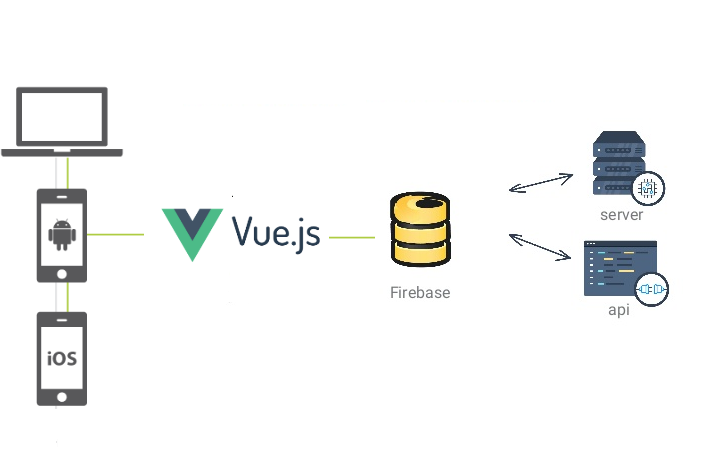 iOS
Vue.js
Firebase
server
api